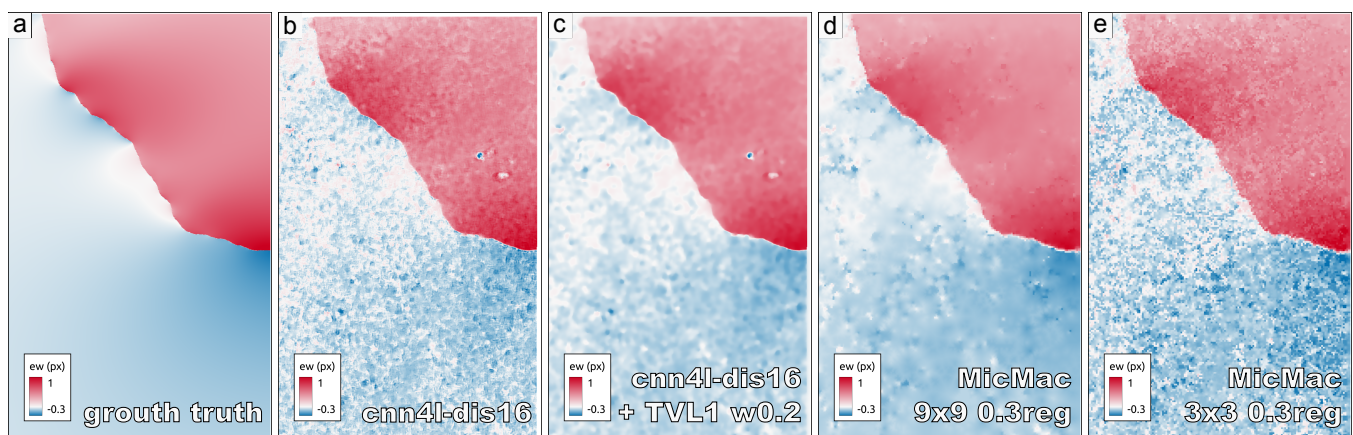 a
ew (px)
1
-0.3
grouth truth
b
ew (px)
1
-0.3
cnn4l-dis16
c
ew (px)
1
-0.3
cnn4l-dis16
+ TVL1 w0.2
d
ew (px)
1
-0.3
MicMac
9x9 0.3reg
e
ew (px)
1
-0.3
MicMac
3x3 0.3reg